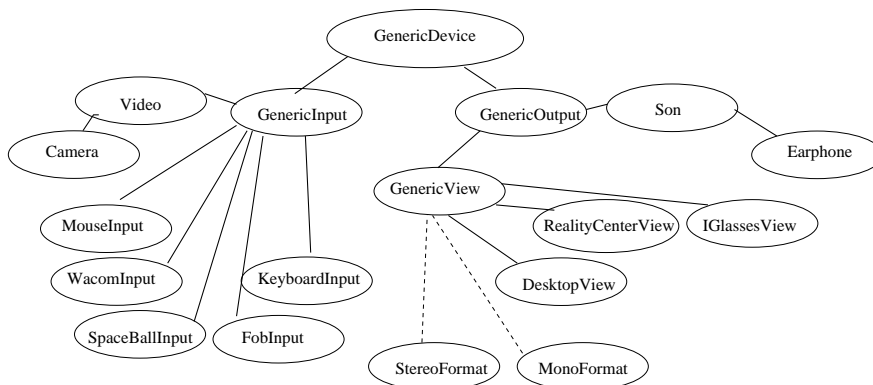 GenericDevice
Video
GenericInput
GenericOutput
Son
Camera
Earphone
GenericView
MouseInput
RealityCenterView
IGlassesView
WacomInput
KeyboardInput
DesktopView
SpaceBallInput
FobInput
StereoFormat
MonoFormat